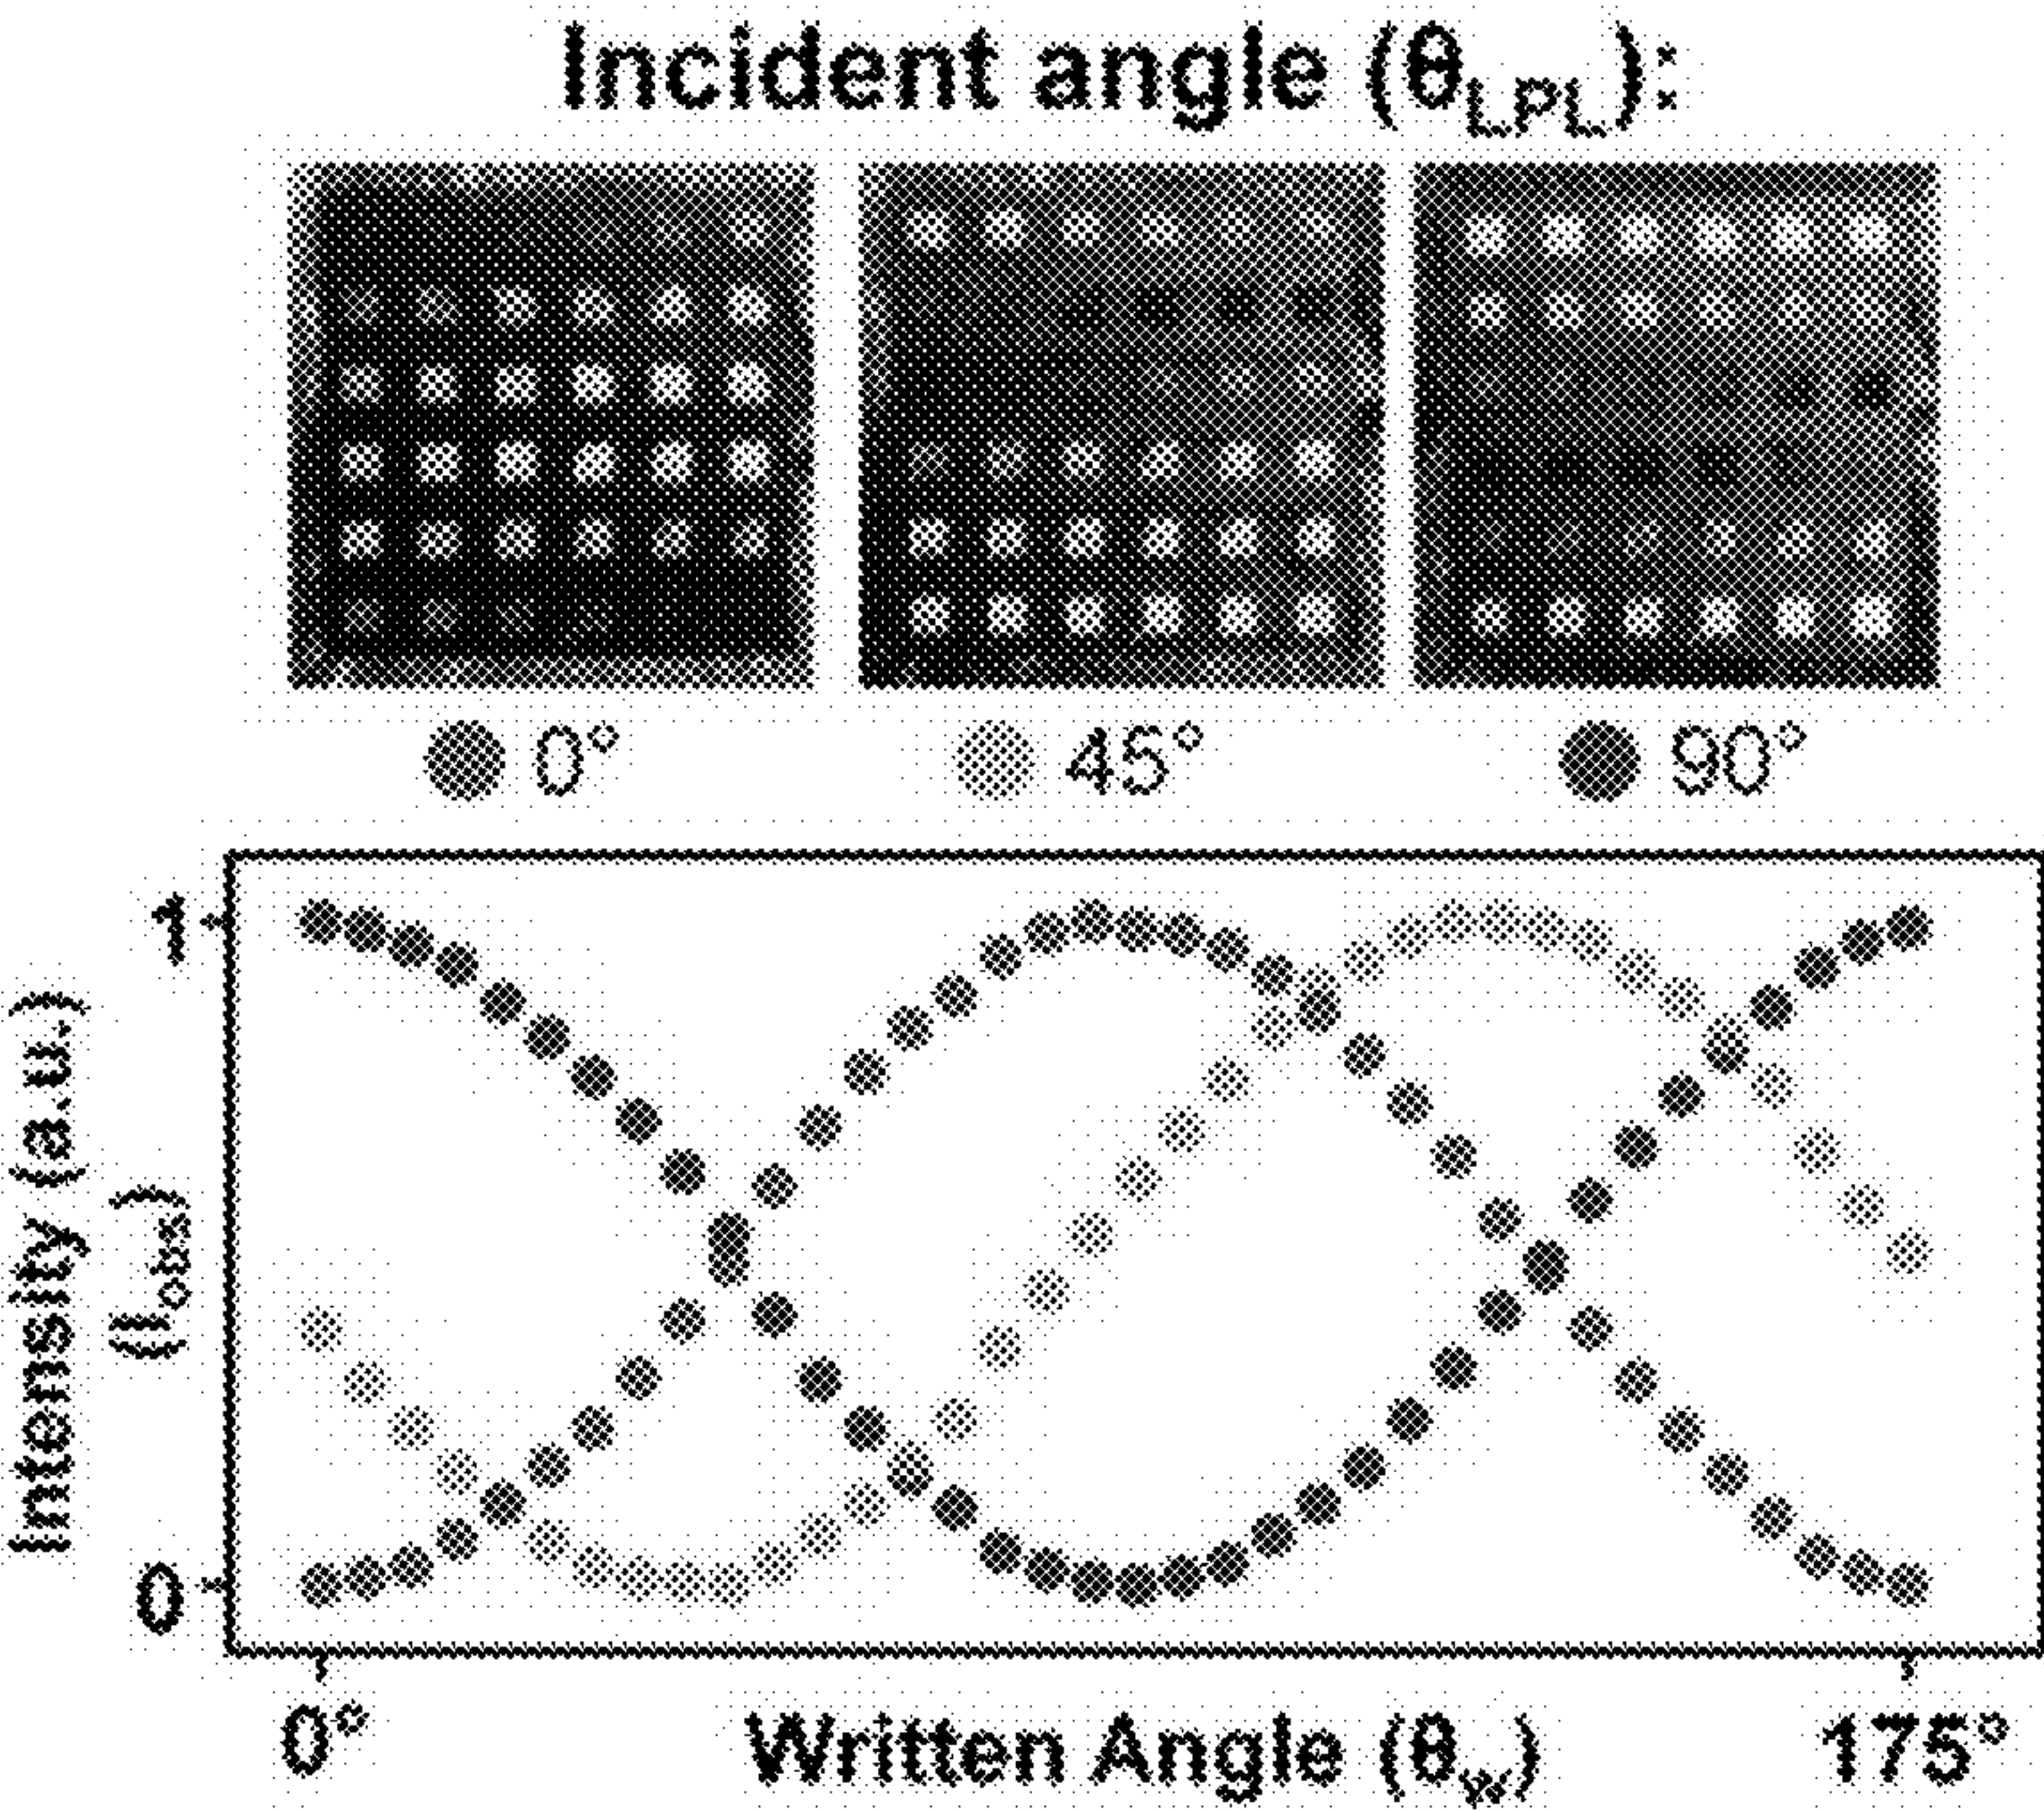 Incident angle (θLPL):
0° 45° 90°
Intensity (a.u.)
(Iobs)
1
0
0° 175°
Written Angle (θw)